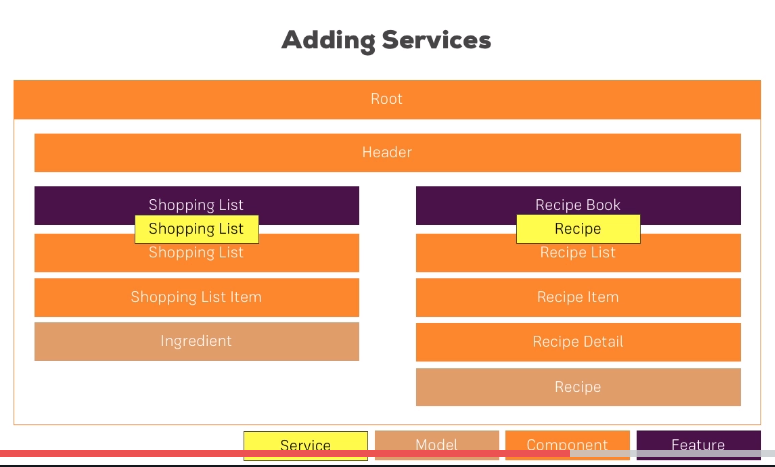 Adding Services
Root
Header
Shopping List
Shopping List
Shopping List
Shopping List Item
Ingredient
Recipe Book
Recipe
Recipe List
Recipe Item
Recipe Detail
Recipe
Service
Model
Component
Feature